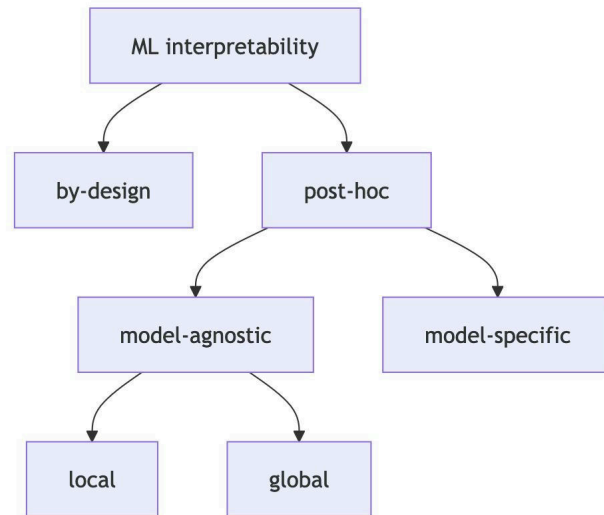 ML interpretability
by-design
post-hoc
model-agnostic
model-specific
local
global